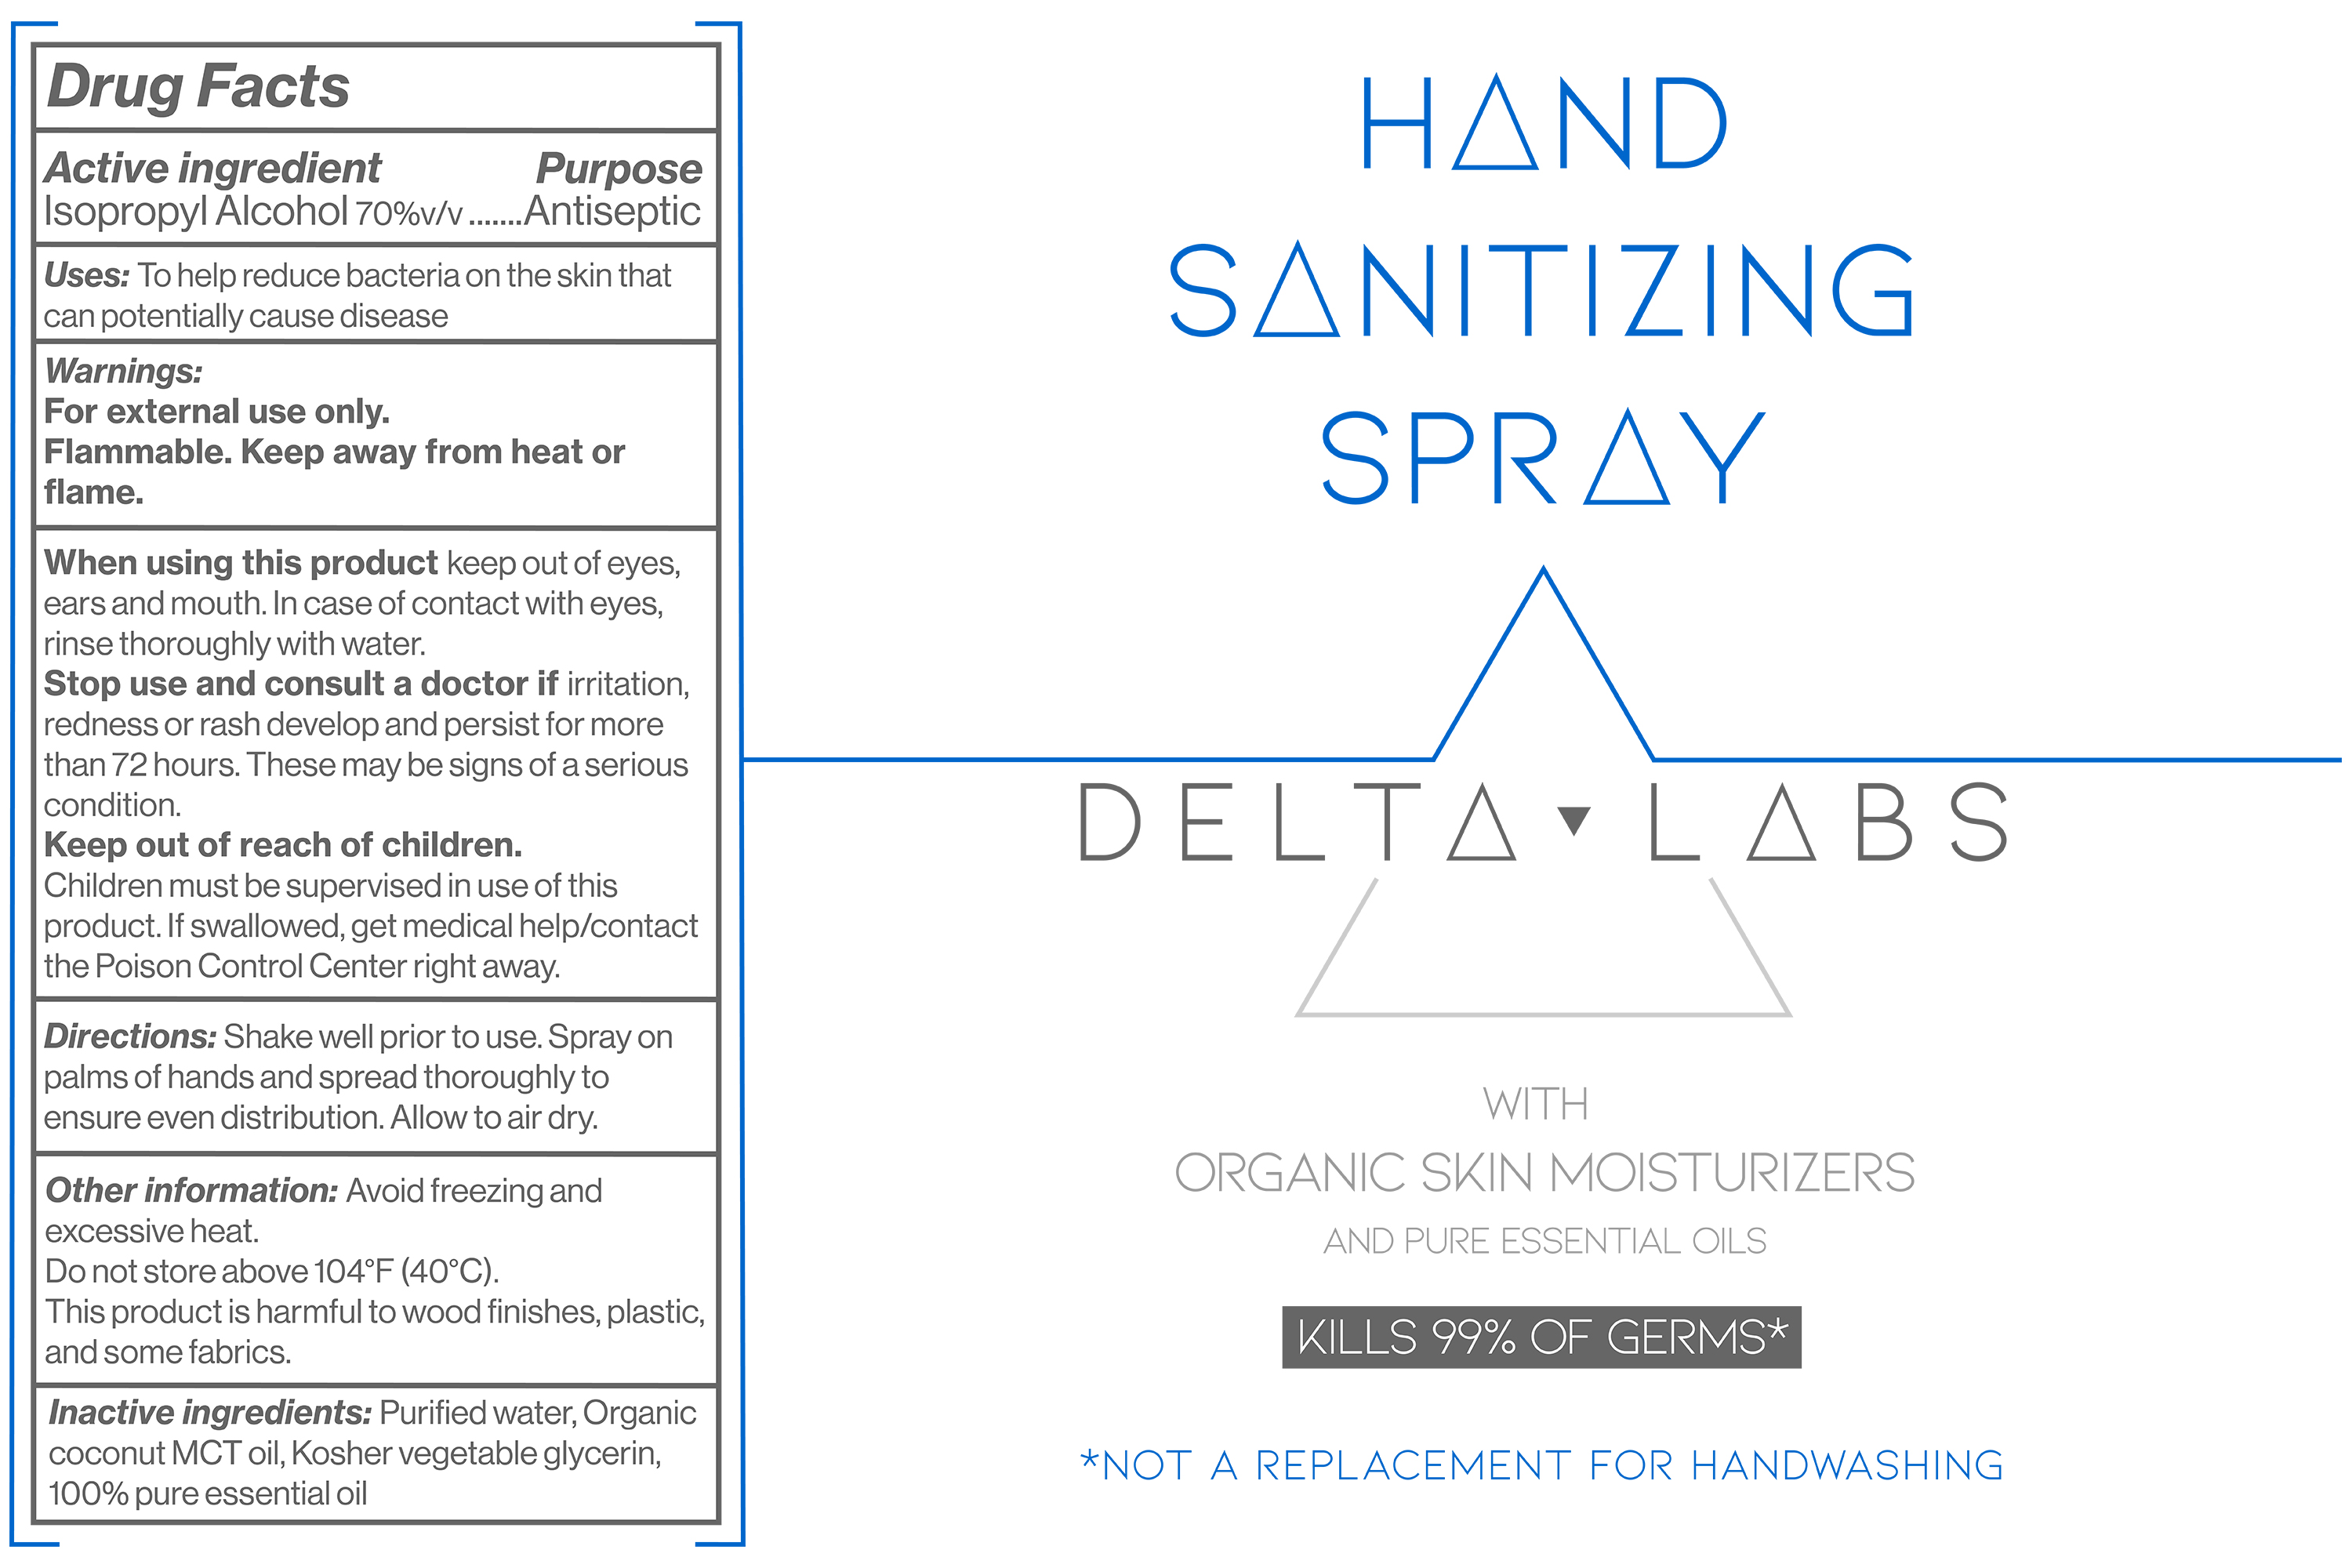 Drug Facts
Active ingredient Purpose
Isopropyl Alcohol 70%v/v .......Antiseptic
Uses: To help reduce bacteria on the skin that
can potentially cause disease
Warnings:
For external use only.
Flammable. Keep away from heat or
flame.
When using this product keep out of eyes,
ears and mouth. In case of contact with eyes,
rinse thoroughly with water.
Stop use and consult a doctor if irritation,
redness or rash develop and persist for more
than 72 hours. These may be signs of a serious
condition.
Keep out of reach of children.
Children must be supervised in use of this
product. If swallowed, get medical help/contact
the Poison Control Center right away.
Directions: Shake well prior to use. Spray on
palms of hands and spread thoroughly to
ensure even distribution. Allow to air dry.
Other information: Avoid freezing and
excessive heat.
Do not store above 104°F (40°C).
This product is harmful to wood finishes, plastic,
and some fabrics.
Inactive ingredients: Purified water, Organic
coconut MCT oil, Kosher vegetable glycerin,
100% pure essential oil
HAND
SANITIZING
SPRAY
DELTA▼LABS
WITH
ORGANIC SKIN MOISTURIZERS
AND PURE ESSENTIAL OILS
KILLS 99% OF GERMS*
*NOT A REPLACEMENT FOR HANDWASHING